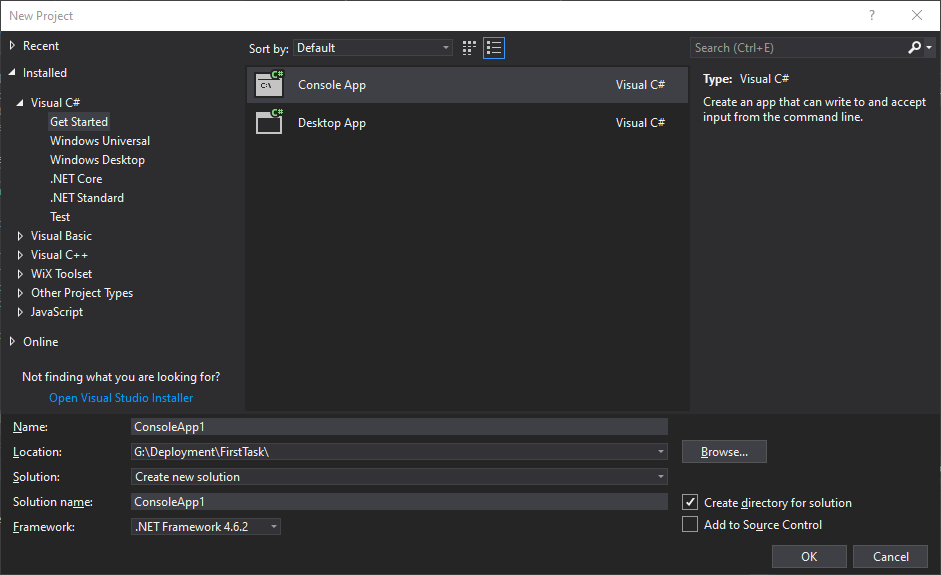 New Project
?
Recent
Installed
Visual C#
Get Started
Windows Universal
Windows Desktop
.NET Core
.NET Standard
Test
Visual Basic
Visual C++
WiX Toolset
Other Project Types
JavaScript
Online
Not finding what you are looking for?
Open Visual Studio Installer
Sort by: Default
C# C:\ Console App Visual C#
C# Desktop App Visual C#
Search (Ctrl+E)
Type: Visual C#
Create an app that can write to and accept
input from the command line.
Name: ConsoleApp1
Location: G:\Deployment\FirstTask\ Browse...
Solution: Create new solution
Solution name: ConsoleApp1 Create directory for solution
Framework: .NET Framework 4.6.2 Add to Source Control
OK Cancel